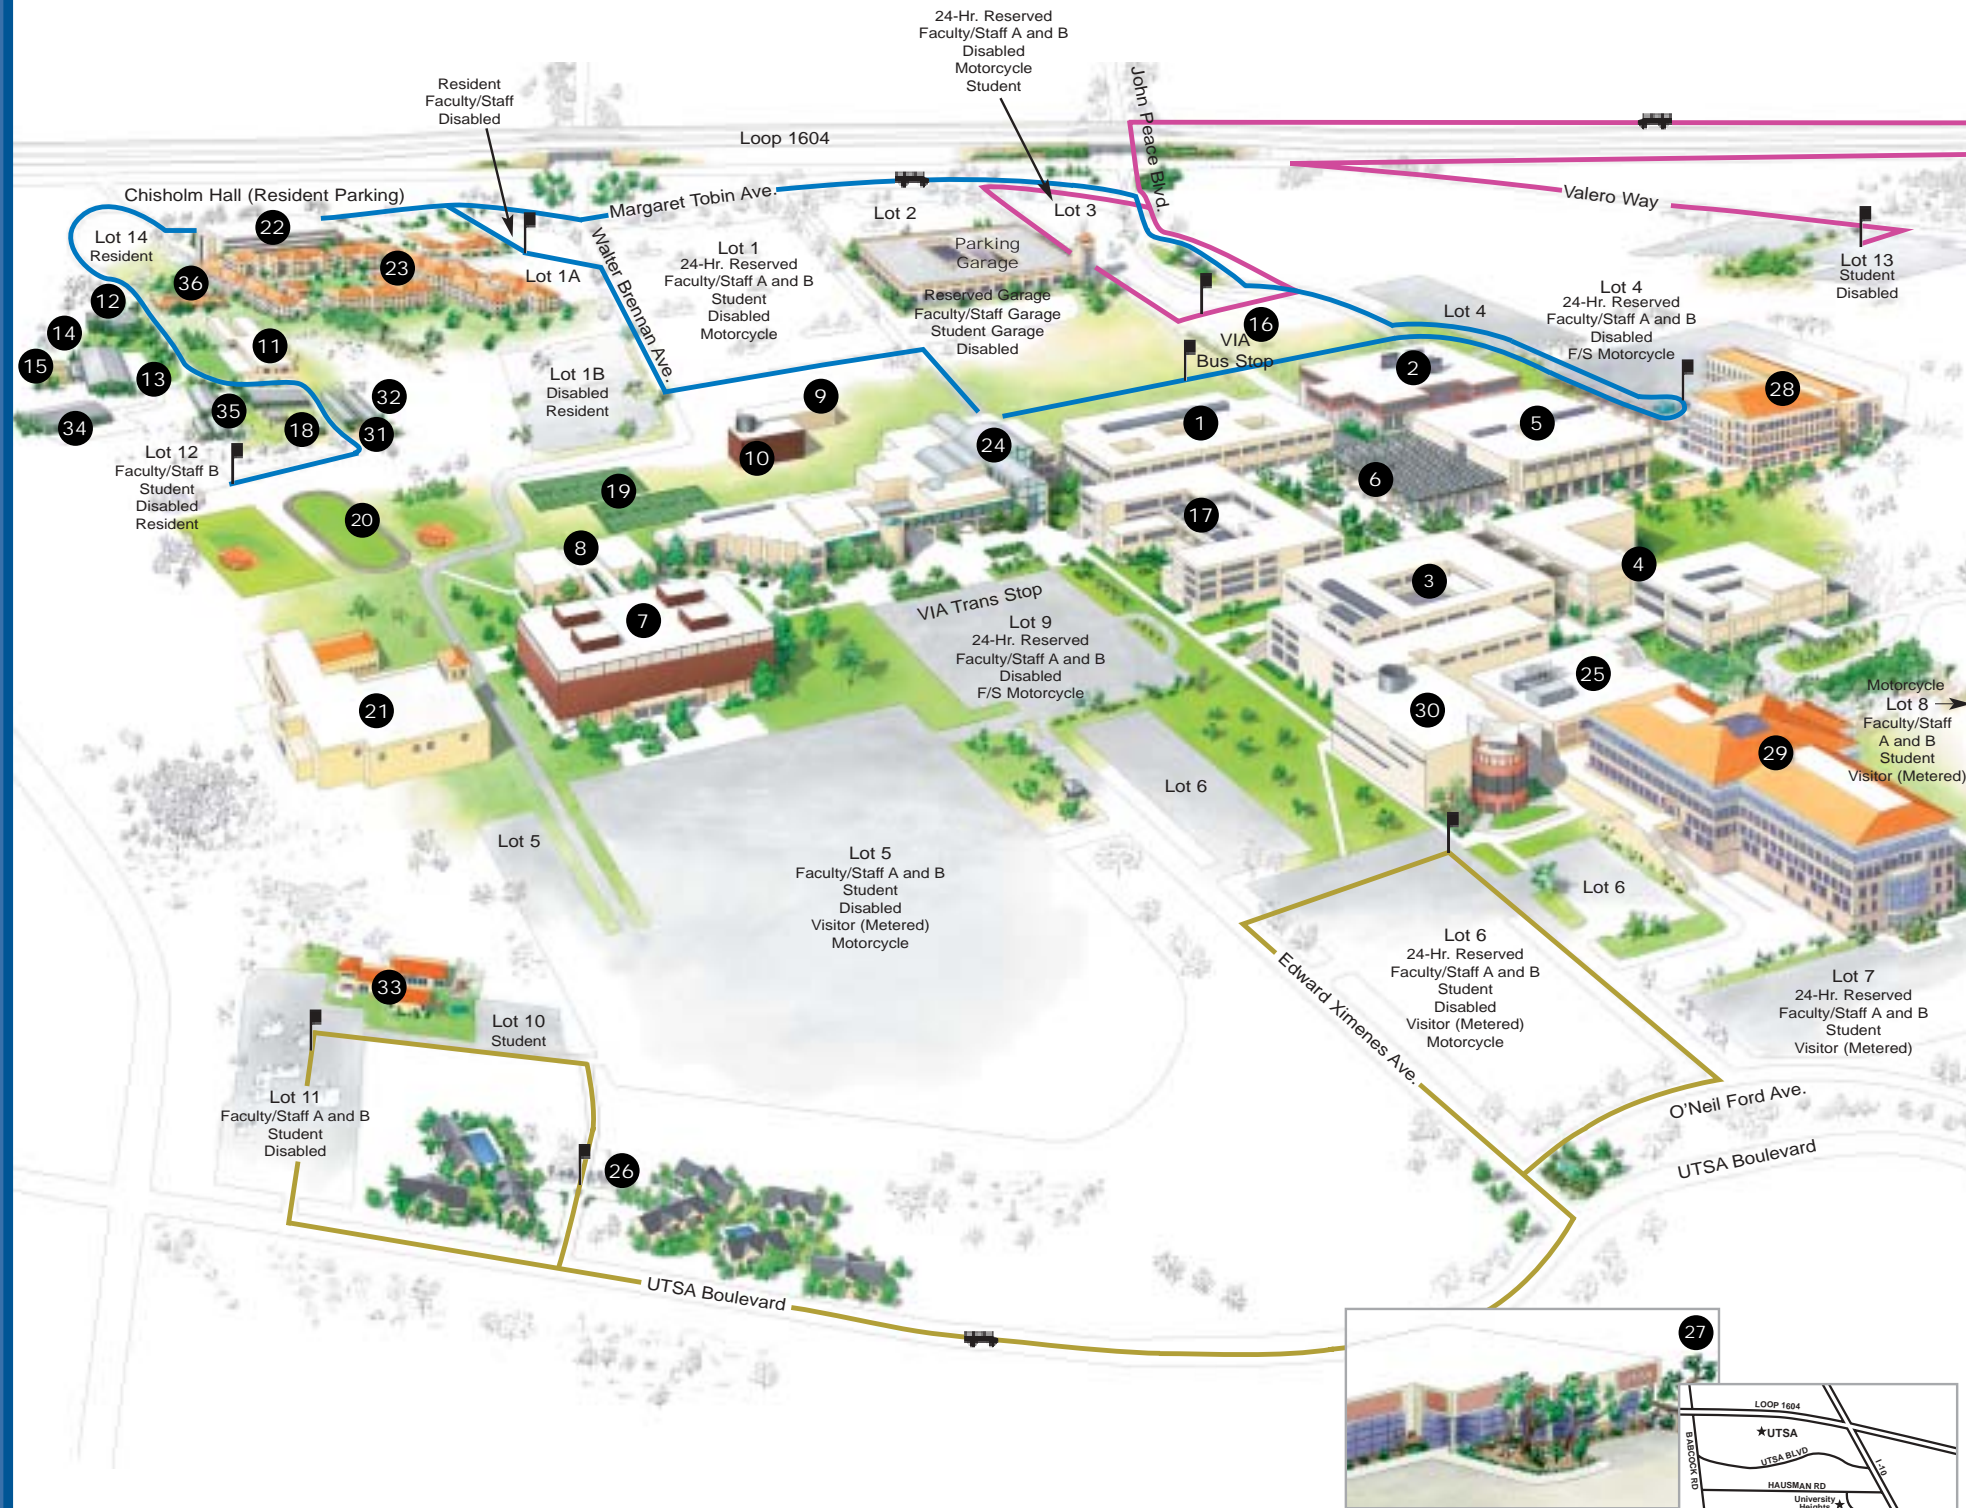 24-Hr. Reserved
Faculty/Staff A and B
Disabled
Motorcycle
Student
Resident
Faculty/Staff
Disabled
John Peace Blvd.
Loop 1604
Chisholm Hall (Resident Parking)
Margaret Tobin Ave.
Valero Way
Lot 14
Resident
22
23
36
Lot 1A
Walter Brennan Ave.
Lot 1
24-Hr. Reserved
Faculty/Staff A and B
Student
Disabled
Motorcycle
Lot 2
Lot 3
Parking
Garage
Reserved Garage
Faculty/Staff Garage
Student Garage
Disabled
16
VIA
Bus Stop
Lot 4
Lot 4
24-Hr. Reserved
Faculty/Staff A and B
Disabled
F/S Motorcycle
Lot 13
Student
Disabled
12
14
15
13
11
34
35
18
32
31
Lot 12
Faculty/Staff B
Student
Disabled
Resident
Lot 1B
Disabled
Resident
9
10
24
1
2
5
28
6
17
19
20
8
7
3
4
VIA Trans Stop
Lot 9
24-Hr. Reserved
Faculty/Staff A and B
Disabled
F/S Motorcycle
21
25
30
29
Motorcycle
Lot 8
Faculty/Staff
A and B
Student
Visitor (Metered)
Lot 5
Lot 5
Faculty/Staff A and B
Student
Disabled
Visitor (Metered)
Motorcycle
Lot 6
Lot 6
Lot 6
24-Hr. Reserved
Faculty/Staff A and B
Student
Disabled
Visitor (Metered)
Motorcycle
Lot 7
24-Hr. Reserved
Faculty/Staff A and B
Student
Visitor (Metered)
Edward Ximenes Ave.
33
Lot 10
Student
Lot 11
Faculty/Staff A and B
Student
Disabled
26
O'Neil Ford Ave.
UTSA Boulevard
UTSA Boulevard
27
LOOP 1604
UTSA
BABCOCK RD
UTSA BLVD
I-10
HAUSMAN RD
University
Heights